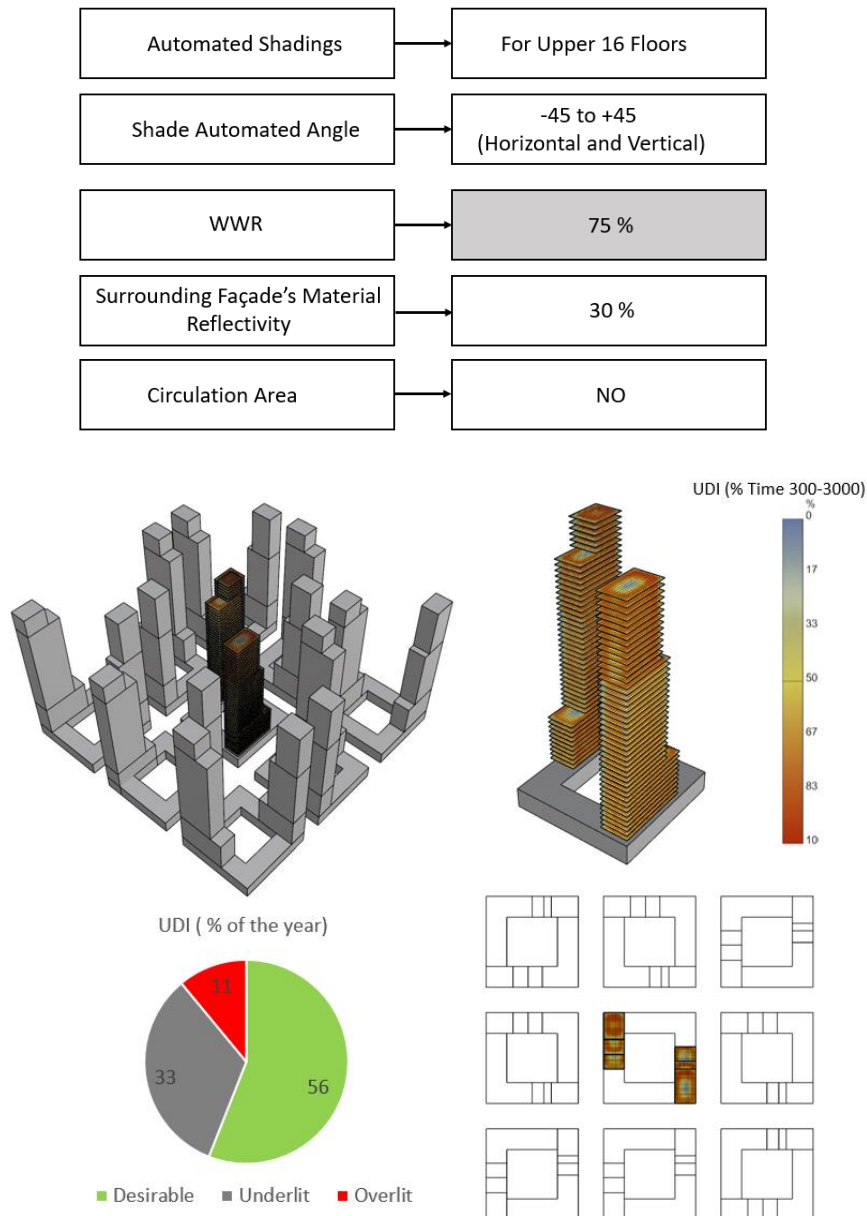 Automated Shadings
For Upper 16 Floors
Shade Automated Angle
-45 to +45
(Horizontal and Vertical)
WWR
75 %
Surrounding Façade's Material
Reflectivity
30 %
Circulation Area
NO
UDI (% Time 300-3000)
%
0
17
33
50
67
83
10
UDI ( % of the year)
11
33
56
Desirable
Underlit
Overlit